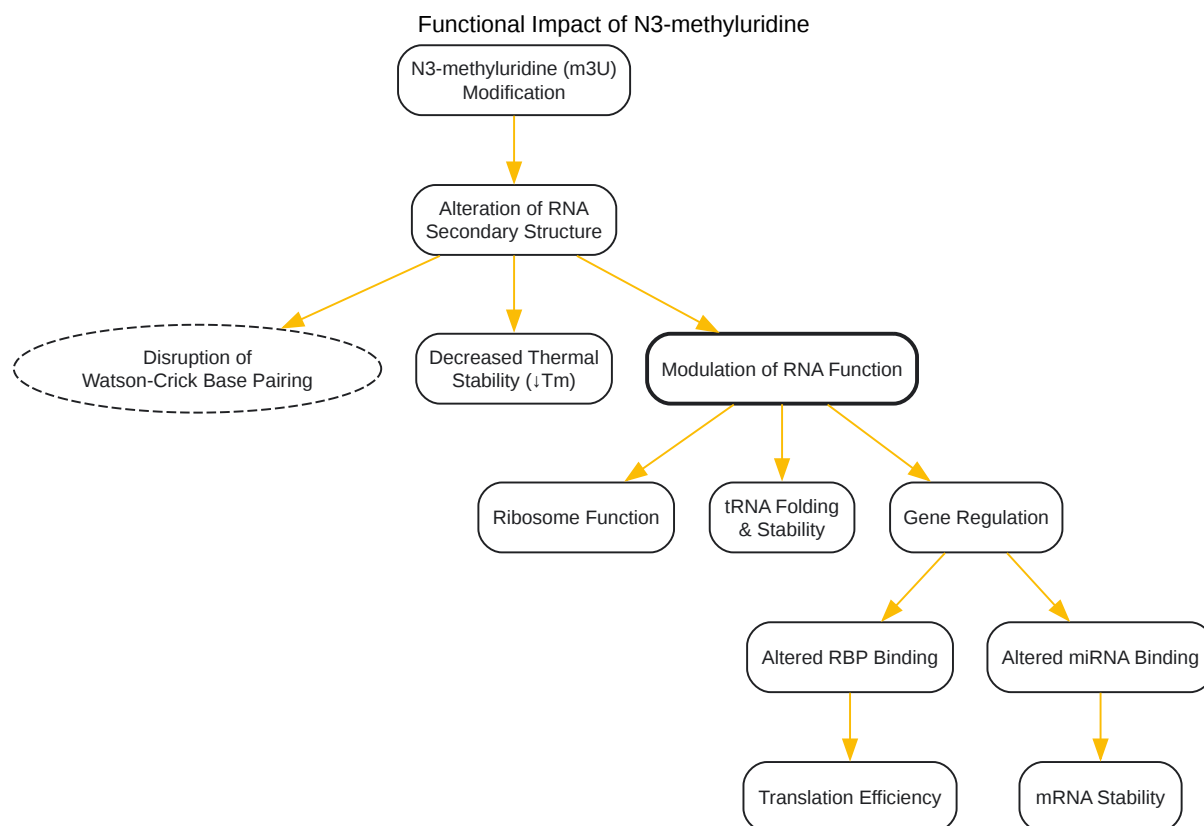 Functional Impact of N3-methyluridine
N3-methyluridine (m3U)
Modification
Alteration of RNA
Secondary Structure
Disruption of
Watson-Crick Base Pairing
Decreased Thermal
Stability (↓Tm)
Modulation of RNA Function
Ribosome Function
tRNA Folding
& Stability
Gene Regulation
Altered RBP Binding
Altered miRNA Binding
Translation Efficiency
mRNA Stability